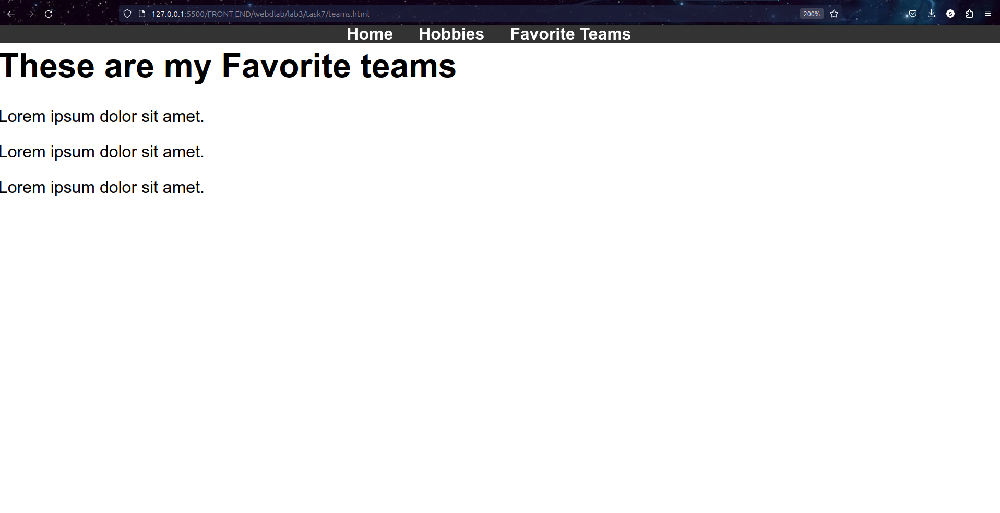 127.0.0.1:5500/FRONT END/webdlab/lab3/task7/teams.html 200% S
Home Hobbies Favorite Teams
These are my Favorite teams
Lorem ipsum dolor sit amet.
Lorem ipsum dolor sit amet.
Lorem ipsum dolor sit amet.